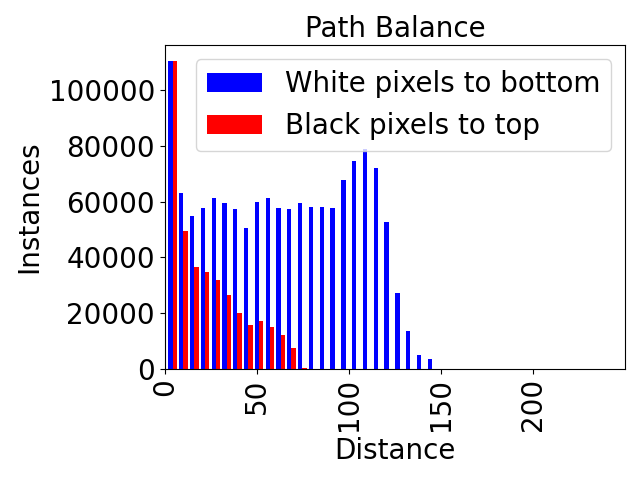 Path Balance
White pixels to bottom
Black pixels to top
100000
80000
60000
40000
20000
0
Instances
0
50
100
150
200
Distance